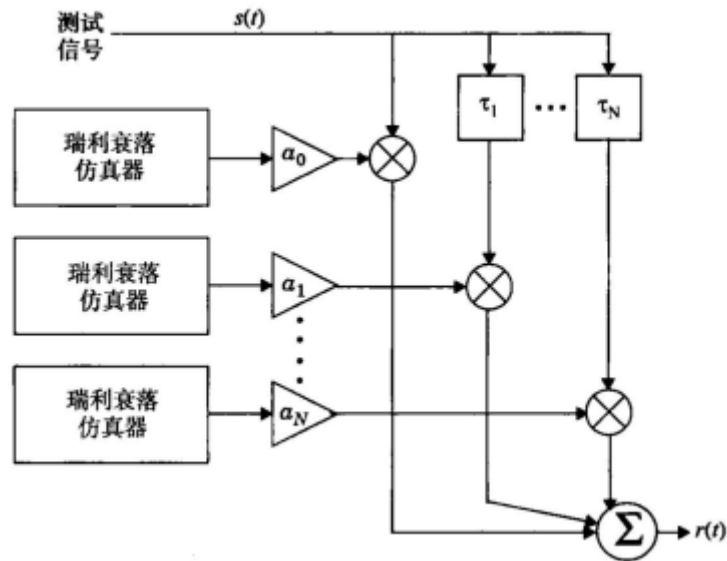 测试
信号
s(t)
τ₁
...
τN
瑞利衰落
仿真器
a₀
瑞利衰落
仿真器
a₁
瑞利衰落
仿真器
aN
Σ
r(t)